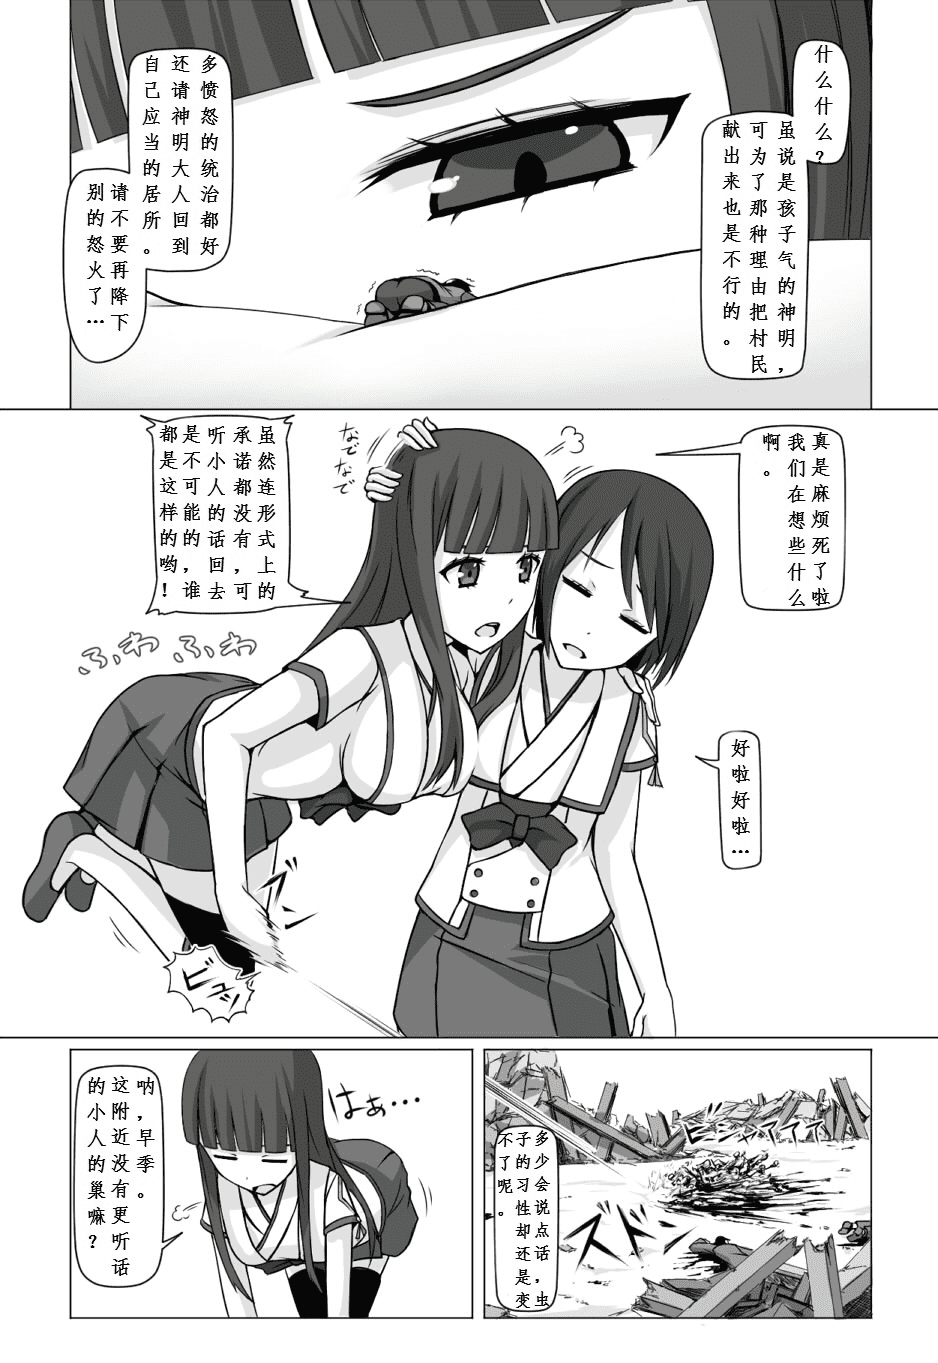 什么什么？
虽说是孩子气的神明，
可为了那种理由把村民
献出来也是不行的。
多愤怒的统治都好
还请神明大人回到
自己应当的居所。
请不要再降下
别的怒火了…
真是麻烦死了啦
我们在想些什么
啊。
なでなで
虽然连形式上的
承诺都没有，可
听小人的话回去
是不可能的，谁
都是这样的哟！
ふわふわ
好啦好啦…
ビュッ
多少会说点话，虫
子的习性却还是变
不了呢。
はぁ…
呐，早季。
这附近没有更听话
的小人的巢嘛？